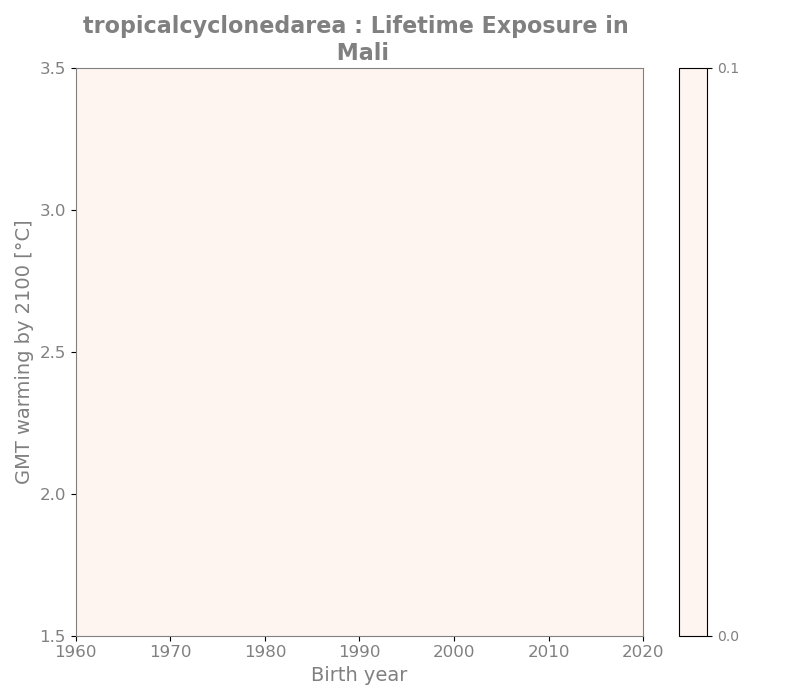 tropicalcyclonedarea : Lifetime Exposure in
Mali
3.5
3.0
2.5
2.0
1.5
GMT warming by 2100 [°C]
1960 1970 1980 1990 2000 2010 2020
Birth year
0.1
0.0